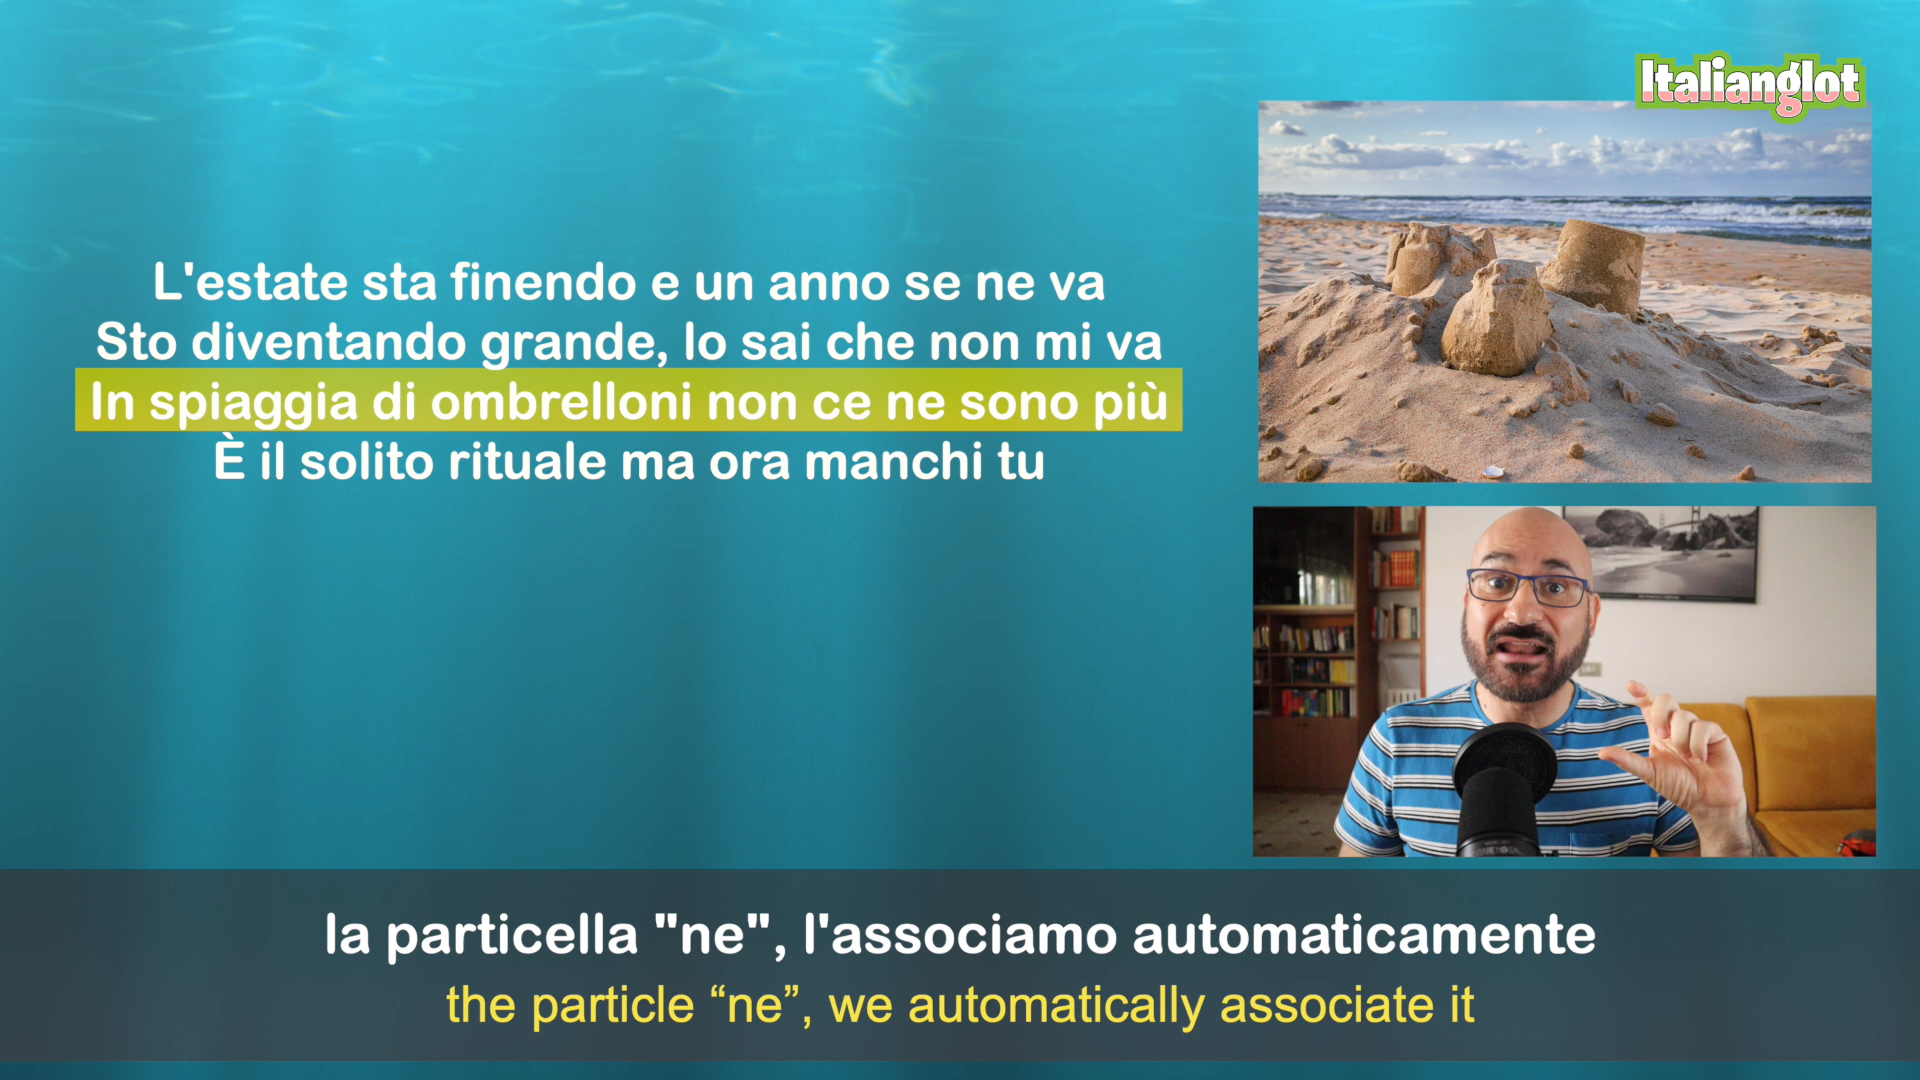 Italianglot
L'estate sta finendo e un anno se ne va
Sto diventando grande, lo sai che non mi va
In spiaggia di ombrelloni non ce ne sono più
È il solito rituale ma ora manchi tu
la particella "ne", l'associamo automaticamente
the particle “ne”, we automatically associate it